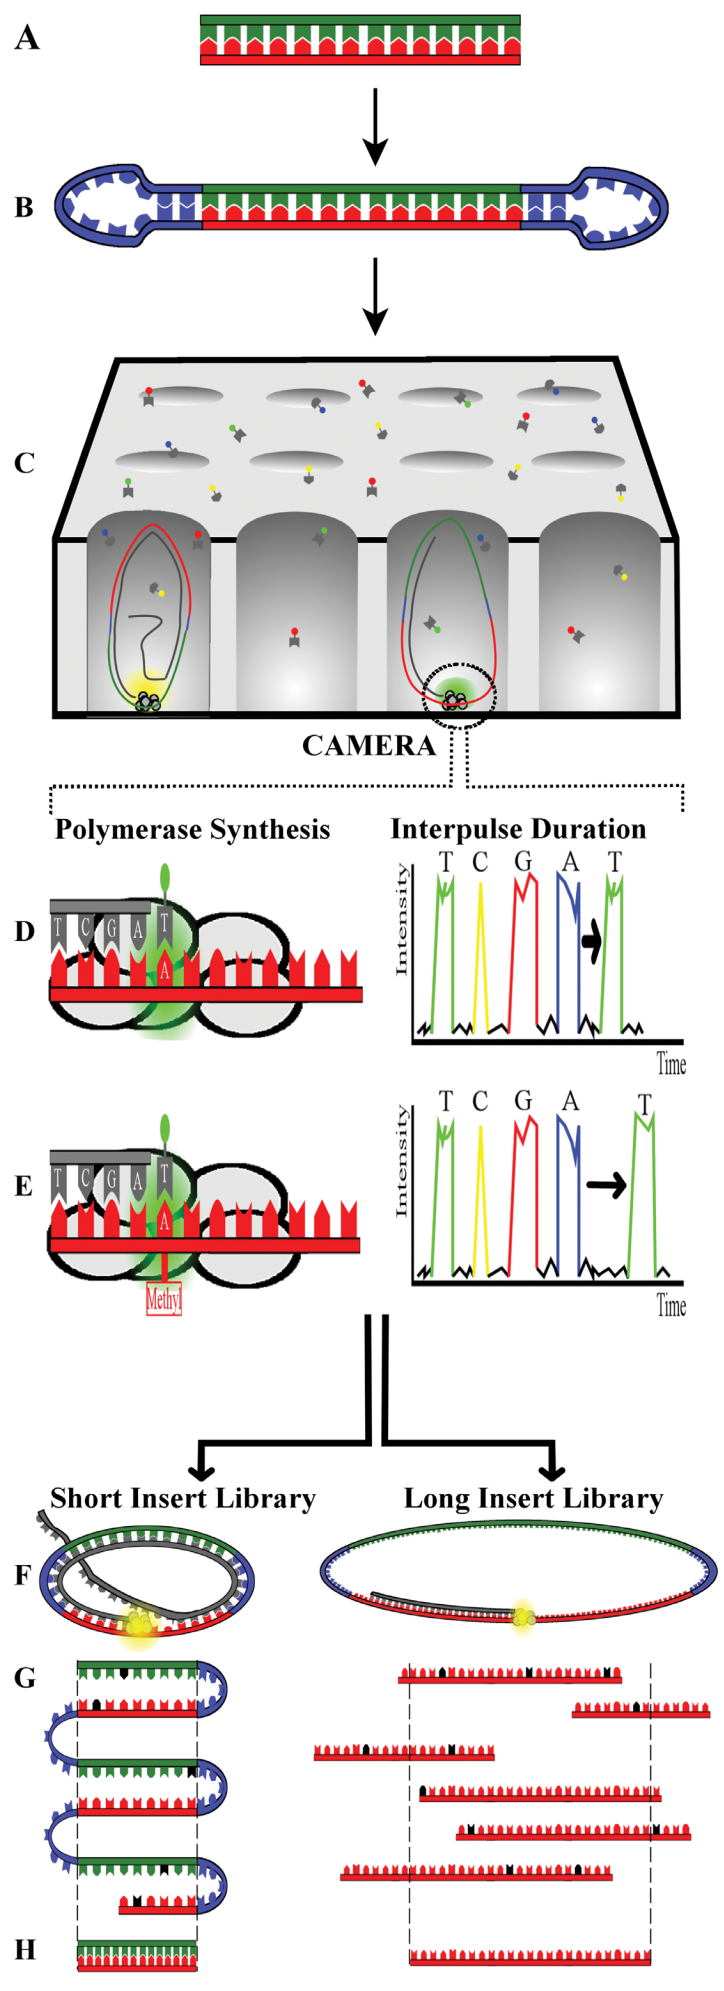 A
B
C
CAMERA
Polymerase Synthesis
Interpulse Duration
D
T C G A T
A
Intensity
T C G A T
Time
E
T C G A T
A
Methyl
Intensity
T C G A T
Time
Short Insert Library
Long Insert Library
F
G
H